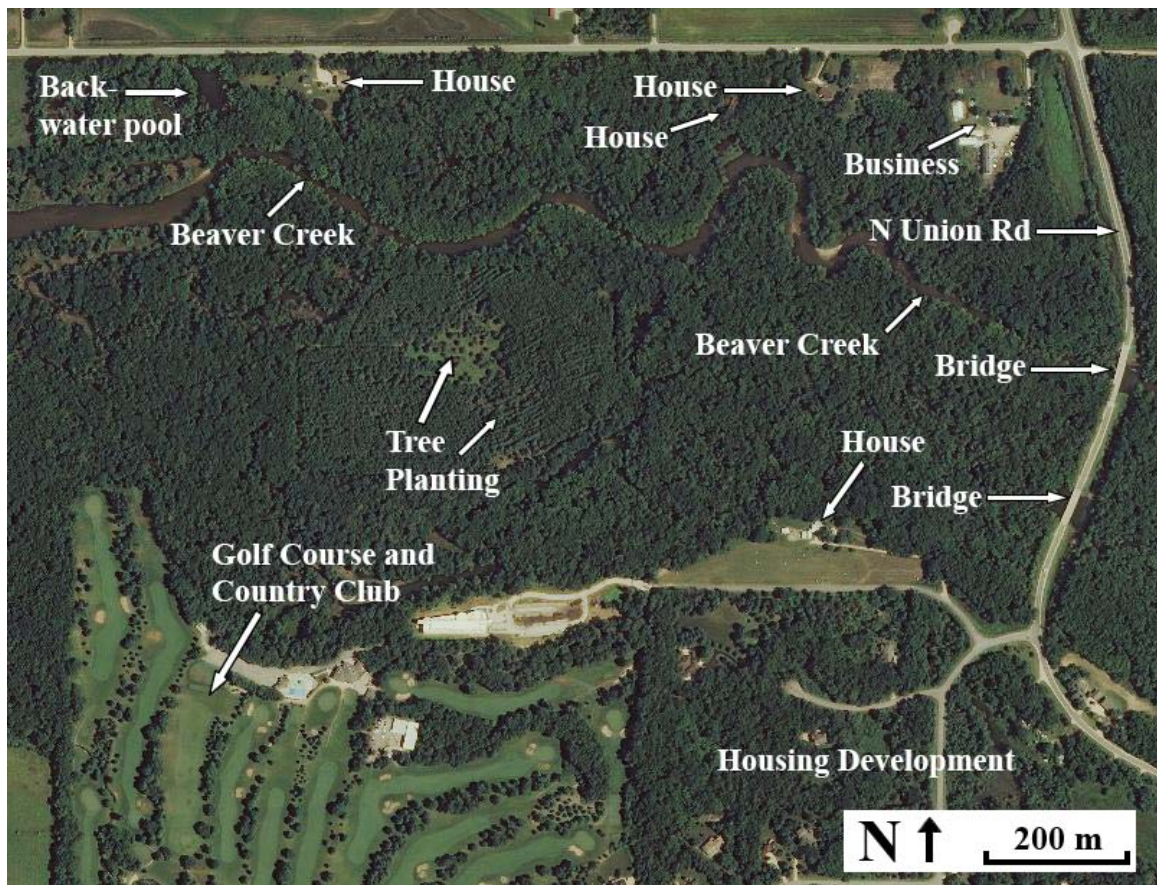 Back-
water pool
House
House
House
Business
Beaver Creek
N Union Rd
Beaver Creek
Bridge
Tree
Planting
House
Bridge
Golf Course and
Country Club
Housing Development
N
200 m